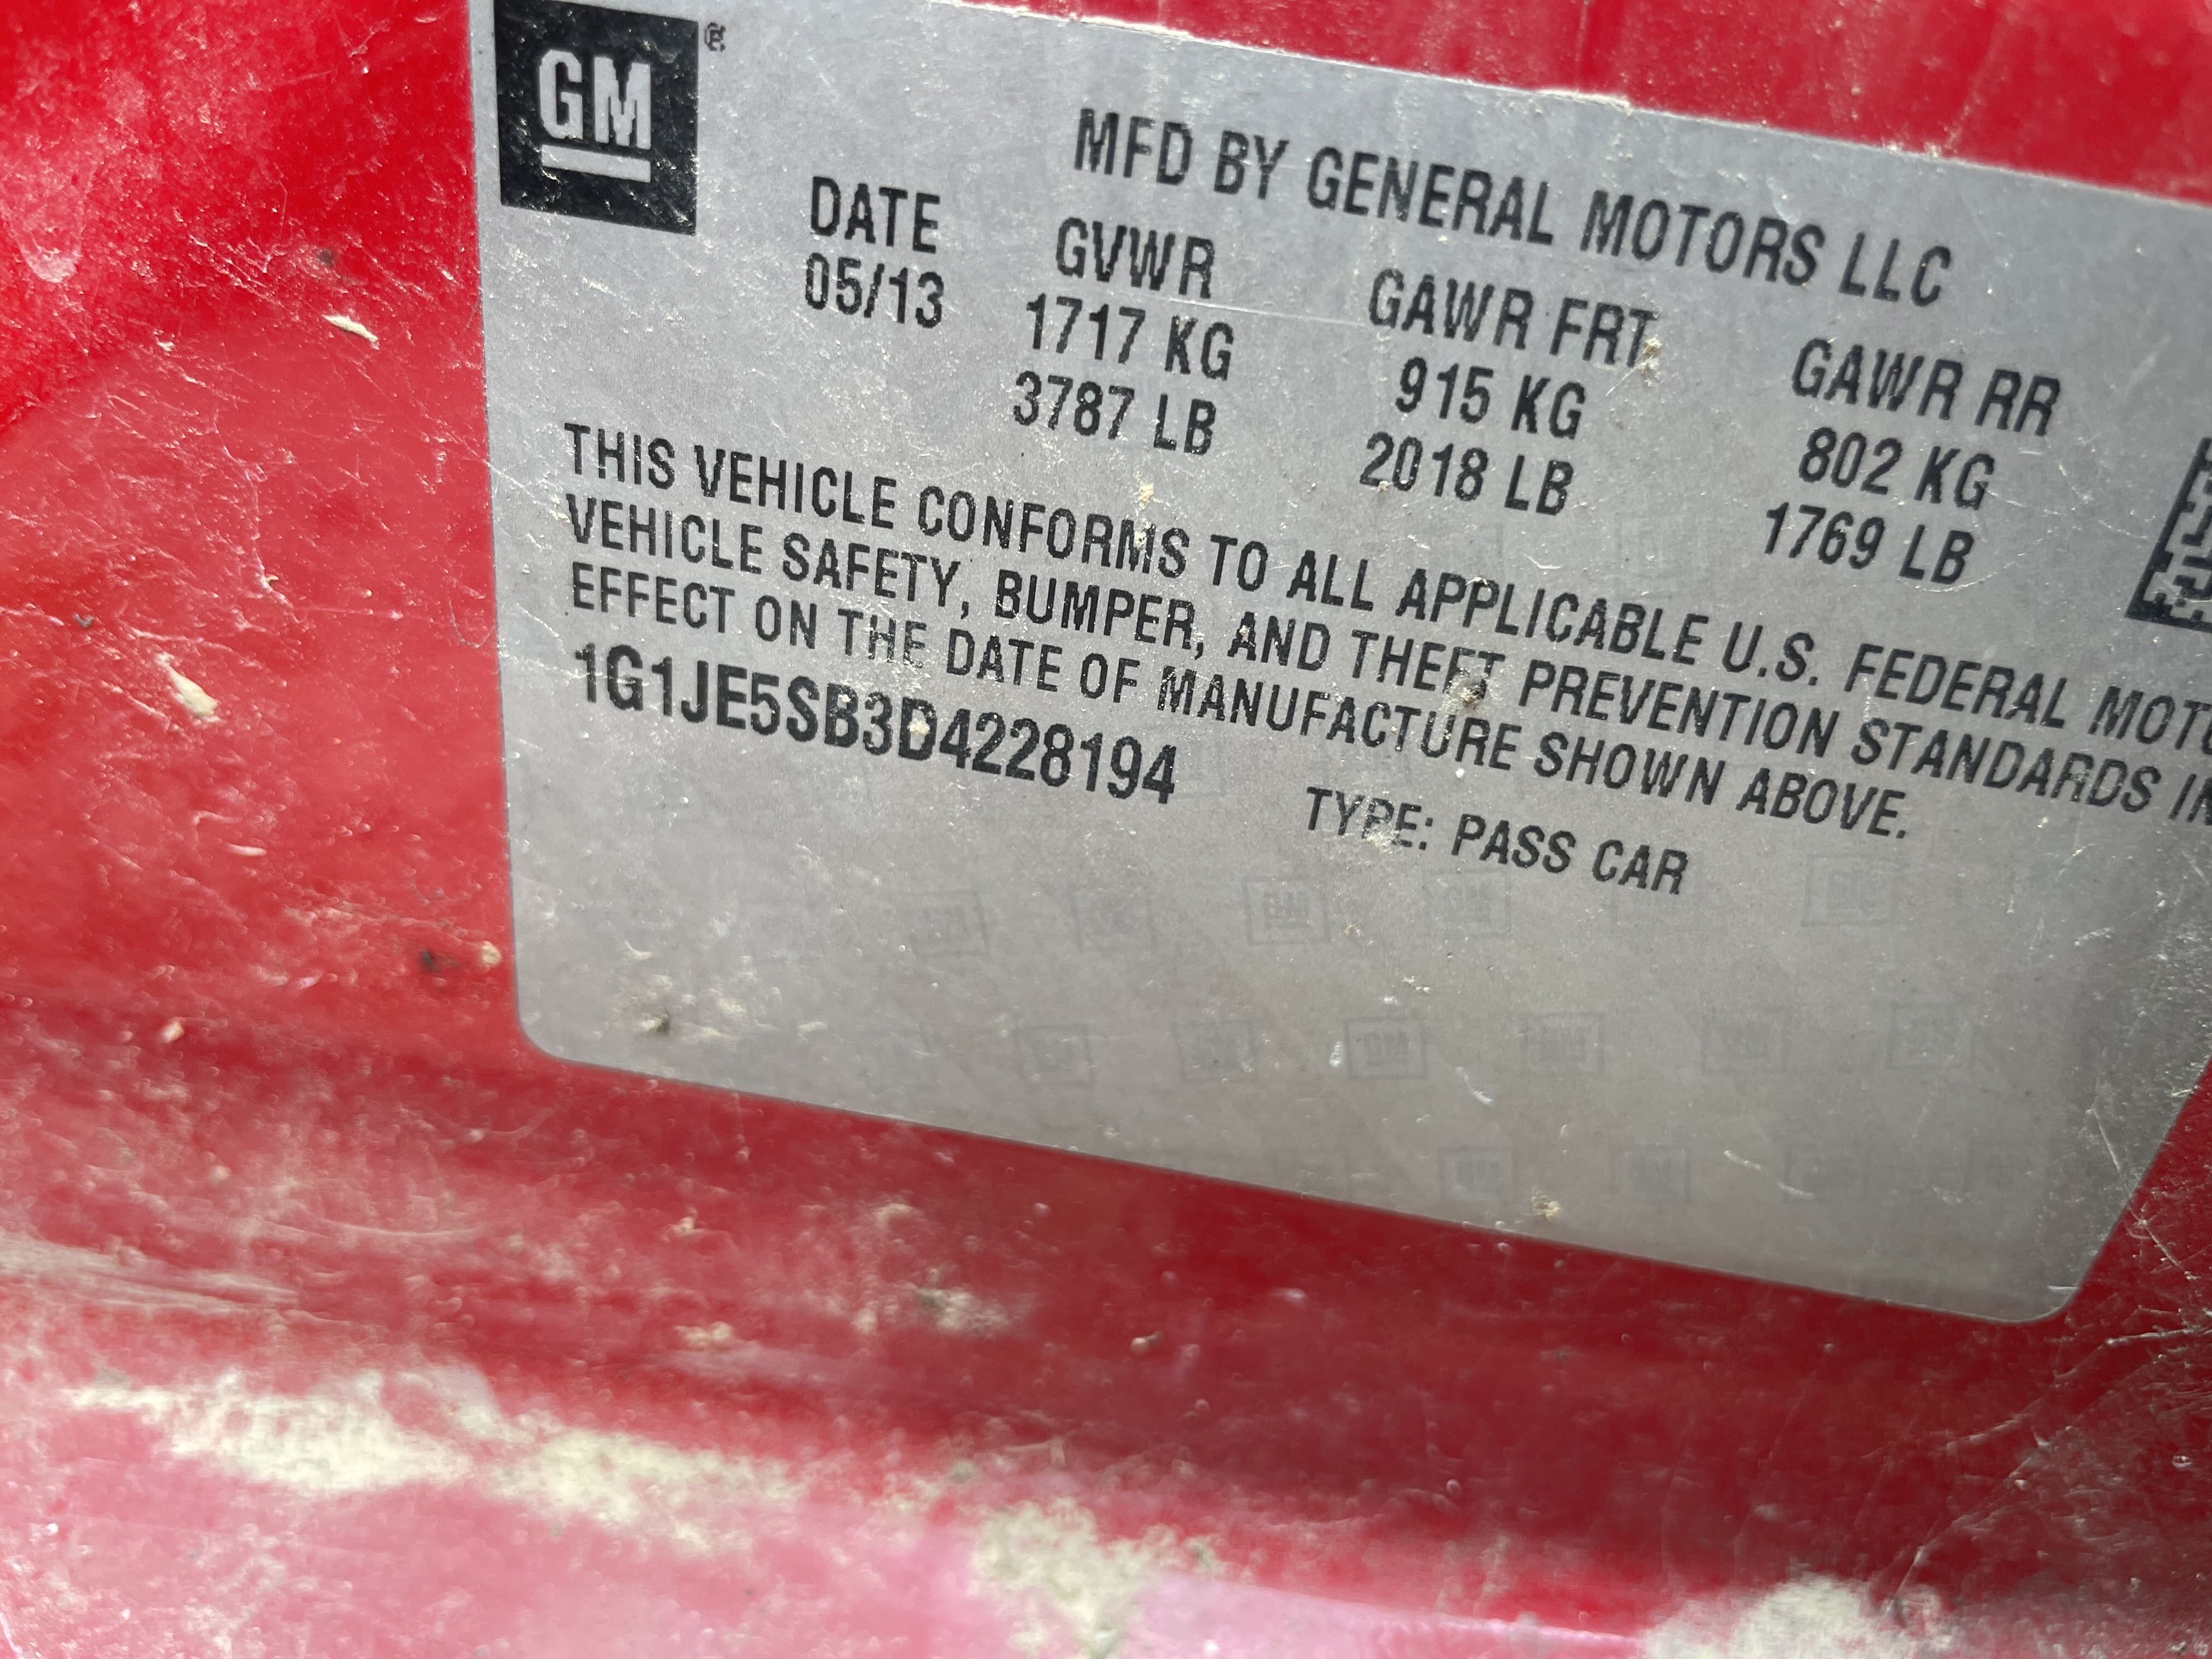 GM ®
MFD BY GENERAL MOTORS LLC
DATE GVWR GAWR FRT GAWR RR
05/13 1717 KG 915 KG 802 KG
3787 LB 2018 LB 1769 LB
THIS VEHICLE CONFORMS TO ALL APPLICABLE U.S. FEDERAL
VEHICLE SAFETY, BUMPER, AND THEFT PREVENTION STANDARDS IN
EFFECT ON THE DATE OF MANUFACTURE SHOWN ABOVE.
1G1JE5SB3D4228194 TYPE: PASS CAR